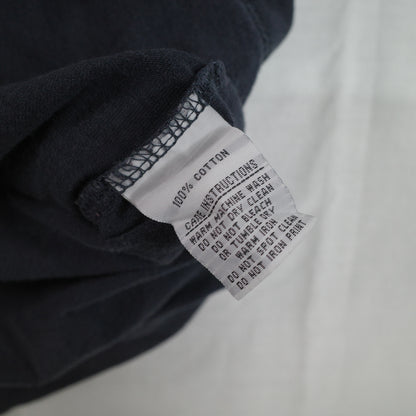 100% COTTON
CARE INSTRUCTIONS
WARM MACHINE WASH
DO NOT DRY CLEAN
DO NOT BLEACH
OR TUMBLE DRY
WARM IRON
DO NOT SPOT CLEAN
DO NOT IRON PRINT